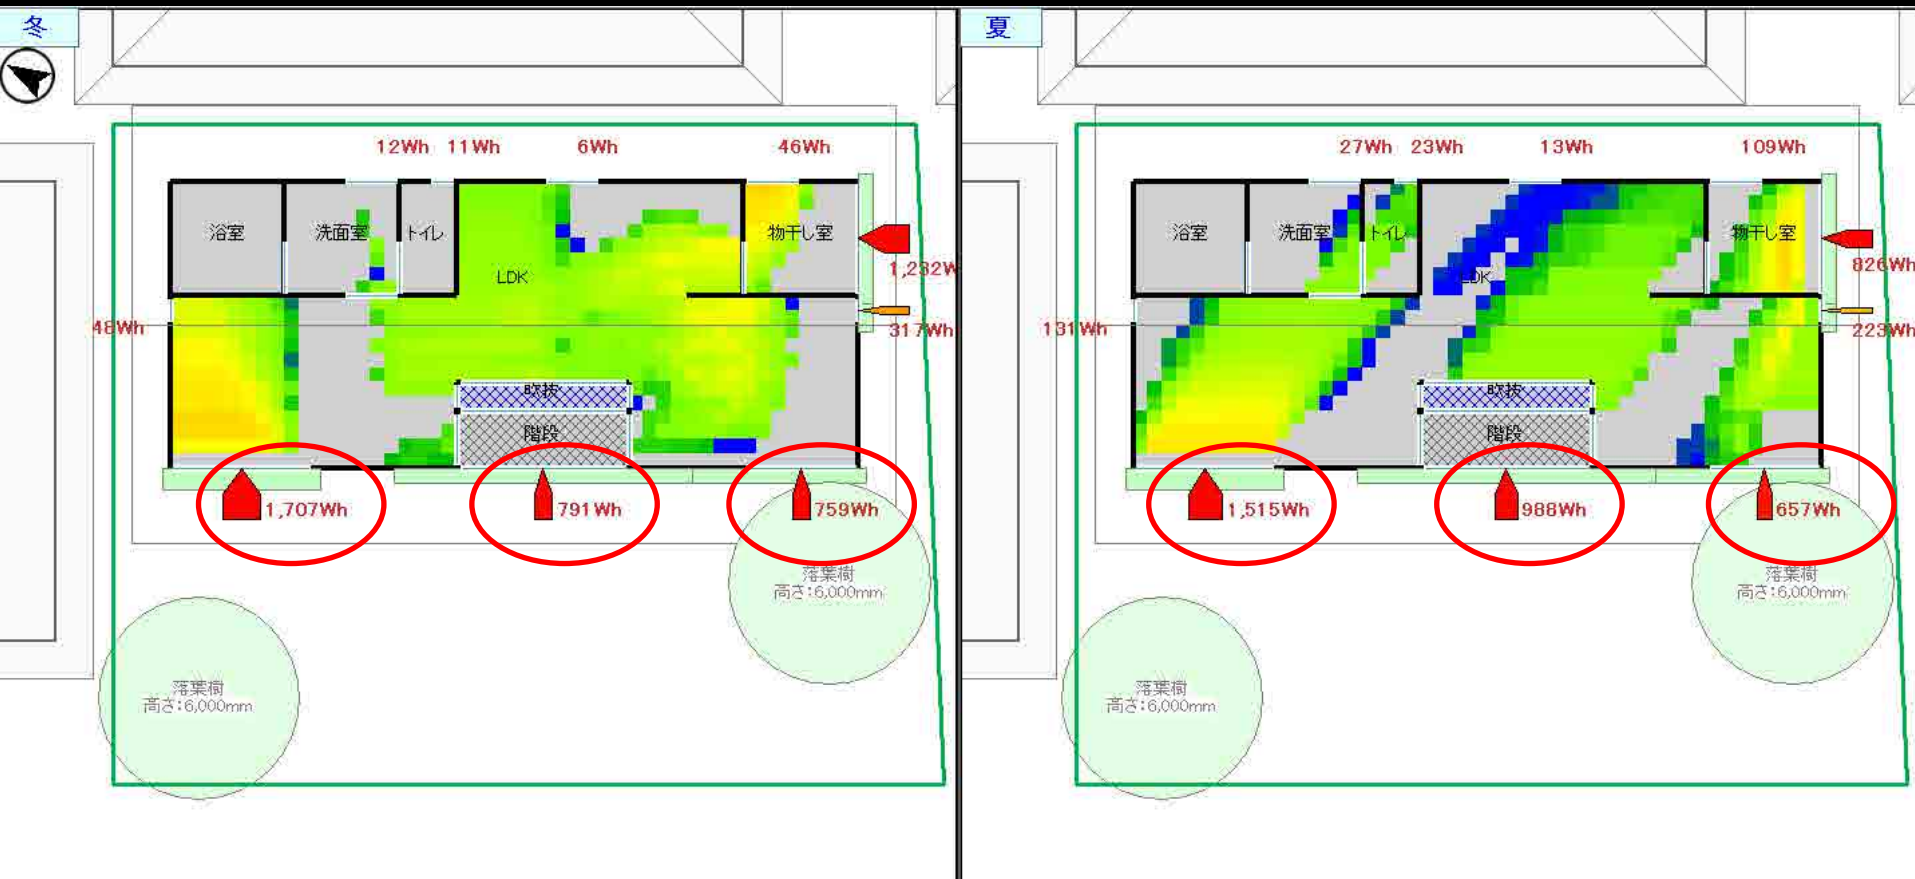 冬
12Wh 11Wh 6Wh 46Wh
浴室 洗面室 トイレ 物干し室
LDK
1,232W
48Wh
317Wh
吹抜
階段
1,707Wh 791Wh 759Wh
落葉樹
高さ:6,000mm
落葉樹
高さ:6,000mm
夏
27Wh 23Wh 13Wh 109Wh
浴室 洗面室 トイレ 物干し室
LDK
826Wh
131Wh
223Wh
吹抜
階段
1,515Wh 988Wh 657Wh
落葉樹
高さ:6,000mm
落葉樹
高さ:6,000mm